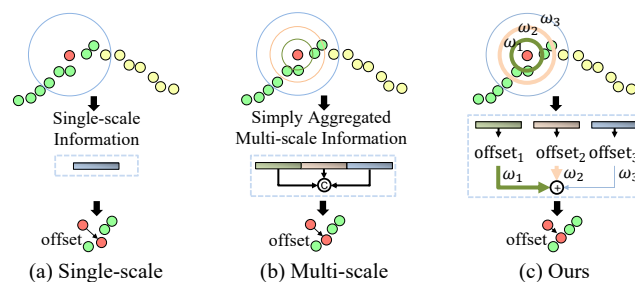 ω₁ ω₂ ω₃
Single-scale
Information
Simply Aggregated
Multi-scale Information
offset₁ offset₂ offset₃
ω₁ ω₂ ω₃
C
+
offset
offset
offset
(a) Single-scale
(b) Multi-scale
(c) Ours